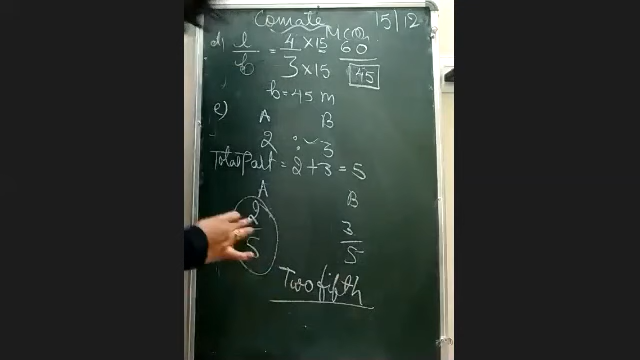 15/12
d) l/b = 4/3 × 15/15 60/45
b = 45 m
e)
A B
2 : 3
Total Part = 2 + 3 = 5
A B
2/5 3/5
Two fifth